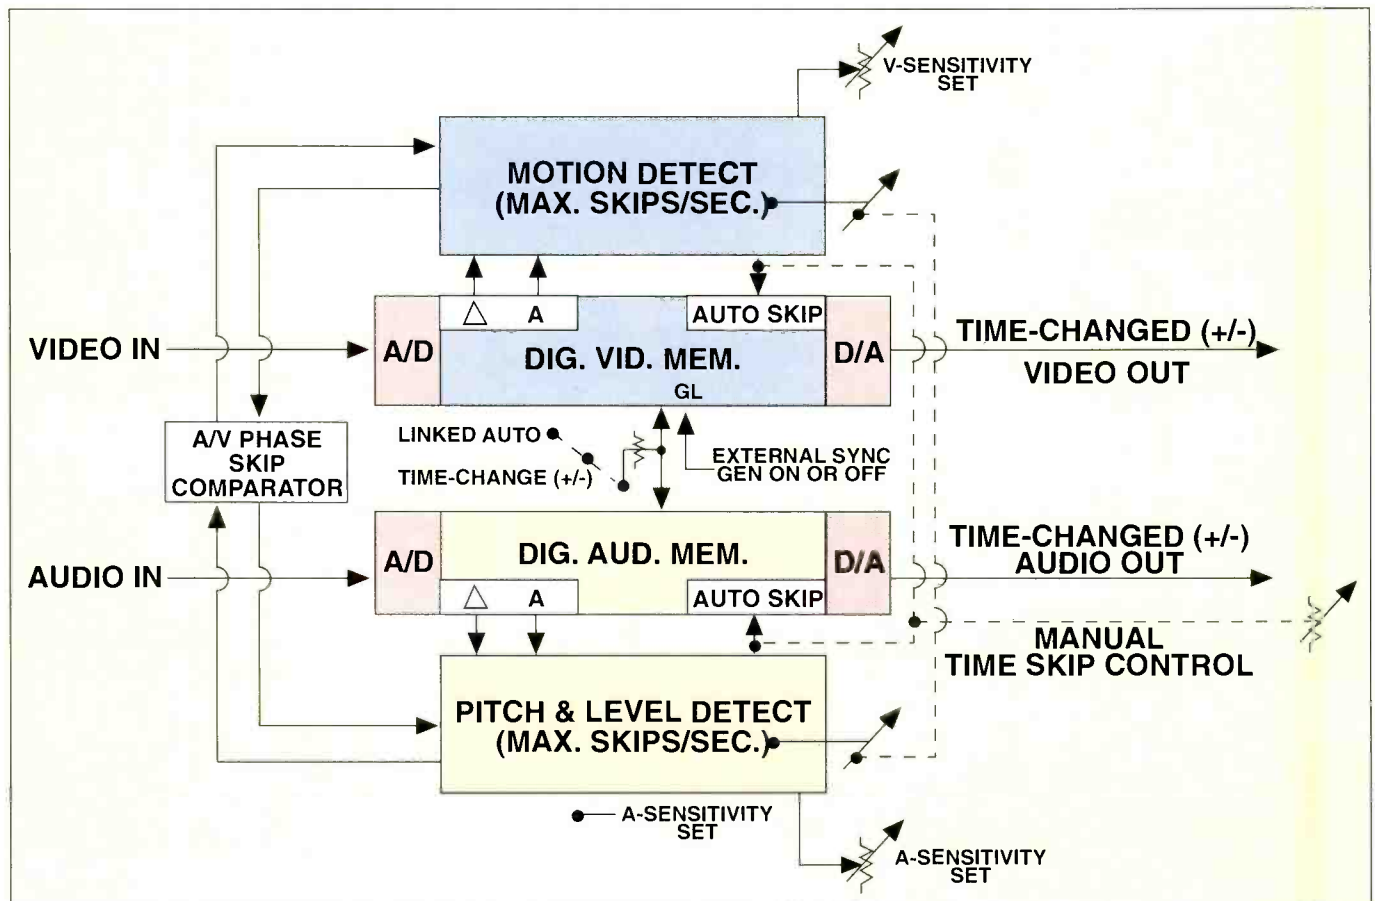 V-SENSITIVITY
SET
MOTION DETECT
(MAX. SKIPS/SEC.)
△ A
AUTO SKIP
VIDEO IN
A/D
DIG. VID. MEM.
GL
D/A
TIME-CHANGED (+/-)
VIDEO OUT
A/V PHASE
SKIP
COMPARATOR
LINKED AUTO
TIME-CHANGE (+/-)
EXTERNAL SYNC
GEN ON OR OFF
AUDIO IN
A/D
DIG. AUD. MEM.
△ A
AUTO SKIP
D/A
TIME-CHANGED (+/-)
AUDIO OUT
MANUAL
TIME SKIP CONTROL
PITCH & LEVEL DETECT
(MAX. SKIPS/SEC.)
A-SENSITIVITY
SET
A-SENSITIVITY
SET